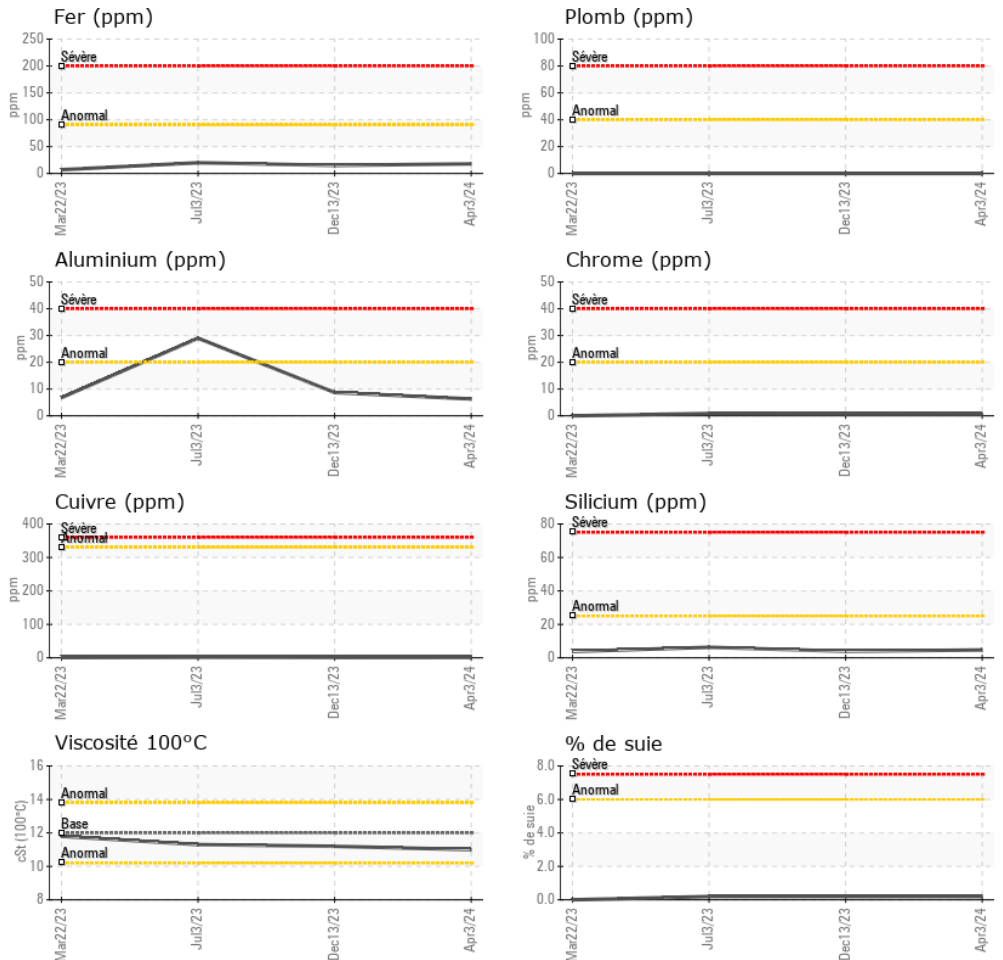 Fer (ppm)
250
200
150
100
50
0
ppm
Sévère
Anormal
Mar22/23
Jul3/23
Dec13/23
Apr3/24
Plomb (ppm)
100
80
60
40
20
0
ppm
Sévère
Anormal
Mar22/23
Jul3/23
Dec13/23
Apr3/24
Aluminium (ppm)
50
40
30
20
10
0
ppm
Sévère
Anormal
Mar22/23
Jul3/23
Dec13/23
Apr3/24
Chrome (ppm)
50
40
30
20
10
0
ppm
Sévère
Anormal
Mar22/23
Jul3/23
Dec13/23
Apr3/24
Cuivre (ppm)
400
300
200
100
0
ppm
Sévère
Anormal
Mar22/23
Jul3/23
Dec13/23
Apr3/24
Silicium (ppm)
80
60
40
20
0
ppm
Sévère
Anormal
Mar22/23
Jul3/23
Dec13/23
Apr3/24
Viscosité 100°C
16
14
12
10
8
cSt (100°C)
Anormal
Base
Anormal
Mar22/23
Jul3/23
Dec13/23
Apr3/24
% de suie
8.0
6.0
4.0
2.0
0.0
% de suie
Sévère
Anormal
Mar22/23
Jul3/23
Dec13/23
Apr3/24